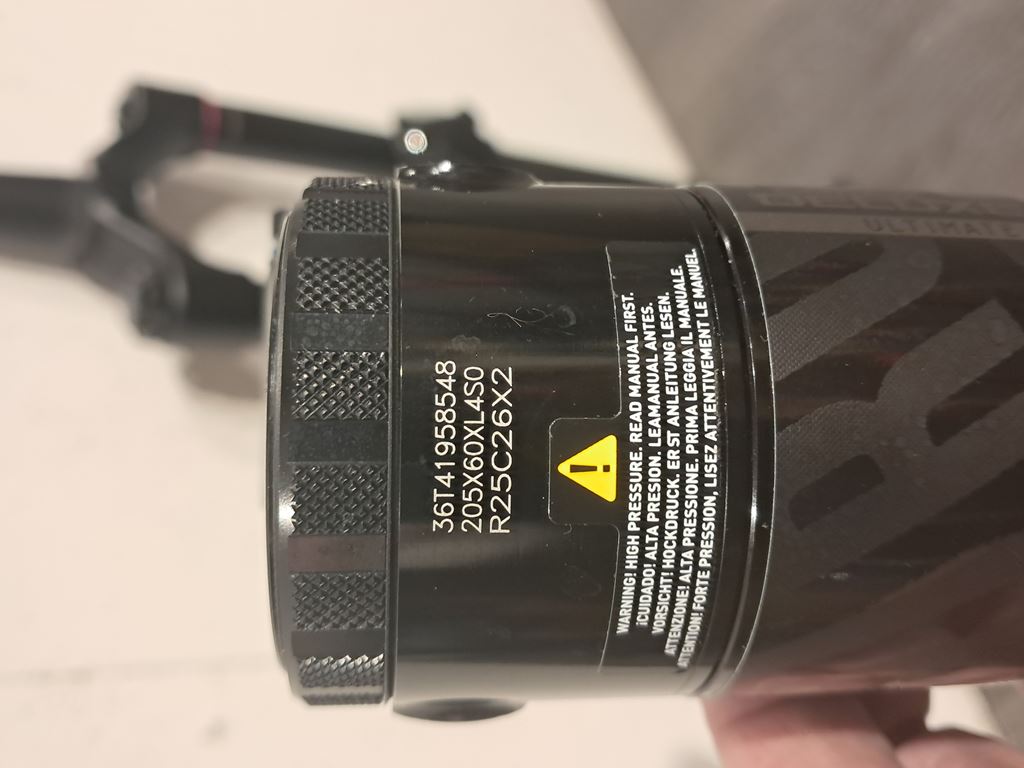 36T41958548
205X60XL4S0
R25C26X2
WARNING! HIGH PRESSURE. READ MANUAL FIRST.
¡CUIDADO! ALTA PRESION. LEAMANUAL ANTES.
VORSICHT! HOCKDRUCK. ERST ANLEITUNG LESEN.
ATTENZIONE! ALTA PRESSIONE. PRIMA LEGGIA IL MANUALE.
ATTENTION! FORTE PRESSION, LISEZ ATTENTIVEMENT LE MANUEL.
ULTIMATE